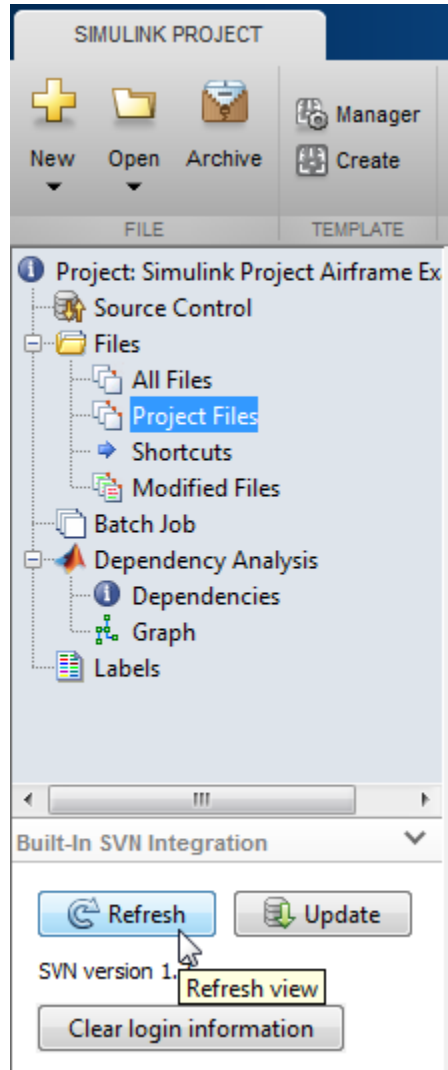 SIMULINK PROJECT
New Open Archive
Manager
Create
FILE TEMPLATE
Project: Simulink Project Airframe Ex
Source Control
Files
All Files
Project Files
Shortcuts
Modified Files
Batch Job
Dependency Analysis
Dependencies
Graph
Labels
Built-In SVN Integration
Refresh Update
SVN version 1.
Refresh view
Clear login information